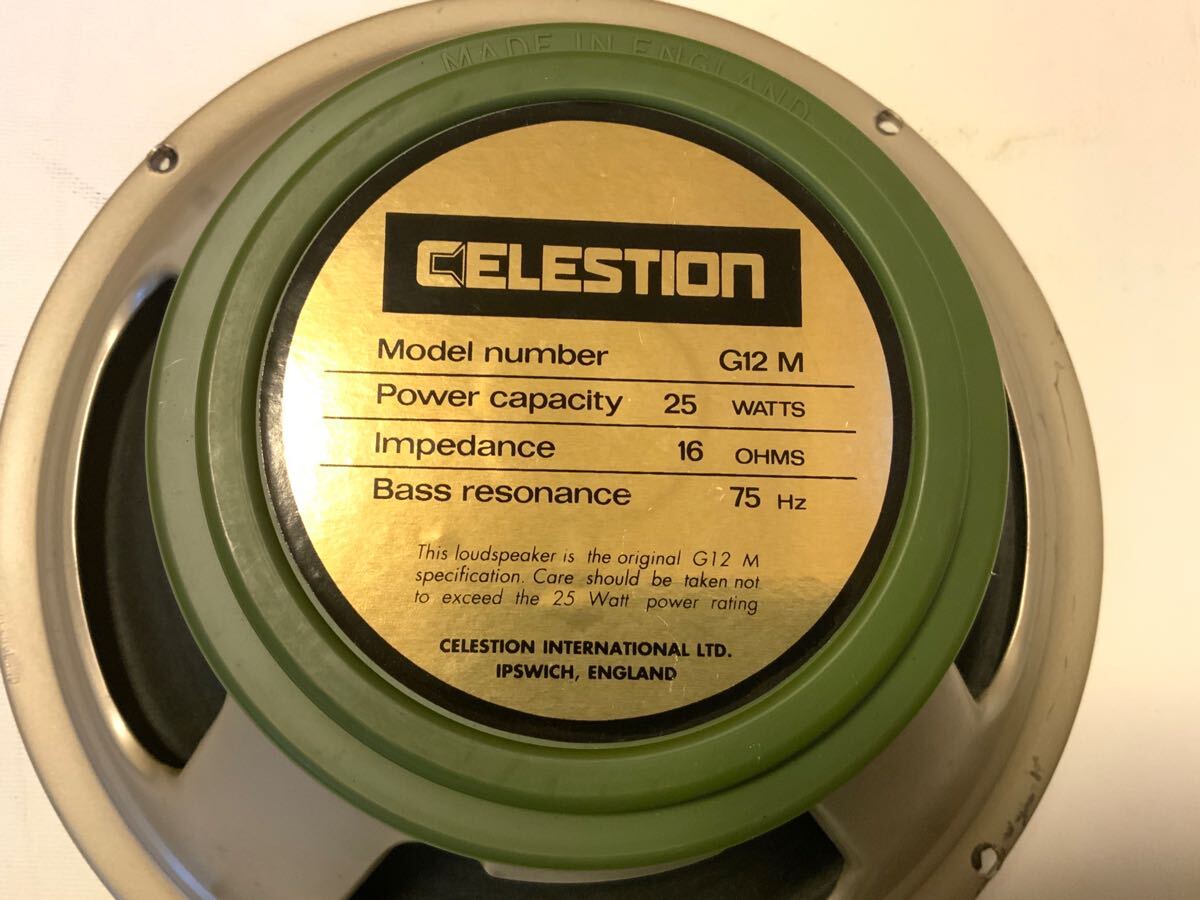 MADE IN ENGLAND
CELESTION
Model number G12 M
Power capacity 25 WATTS
Impedance 16 OHMS
Bass resonance 75 Hz
This loudspeaker is the original G12 M
specification. Care should be taken not
to exceed the 25 Watt power rating
CELESTION INTERNATIONAL LTD.
IPSWICH, ENGLAND